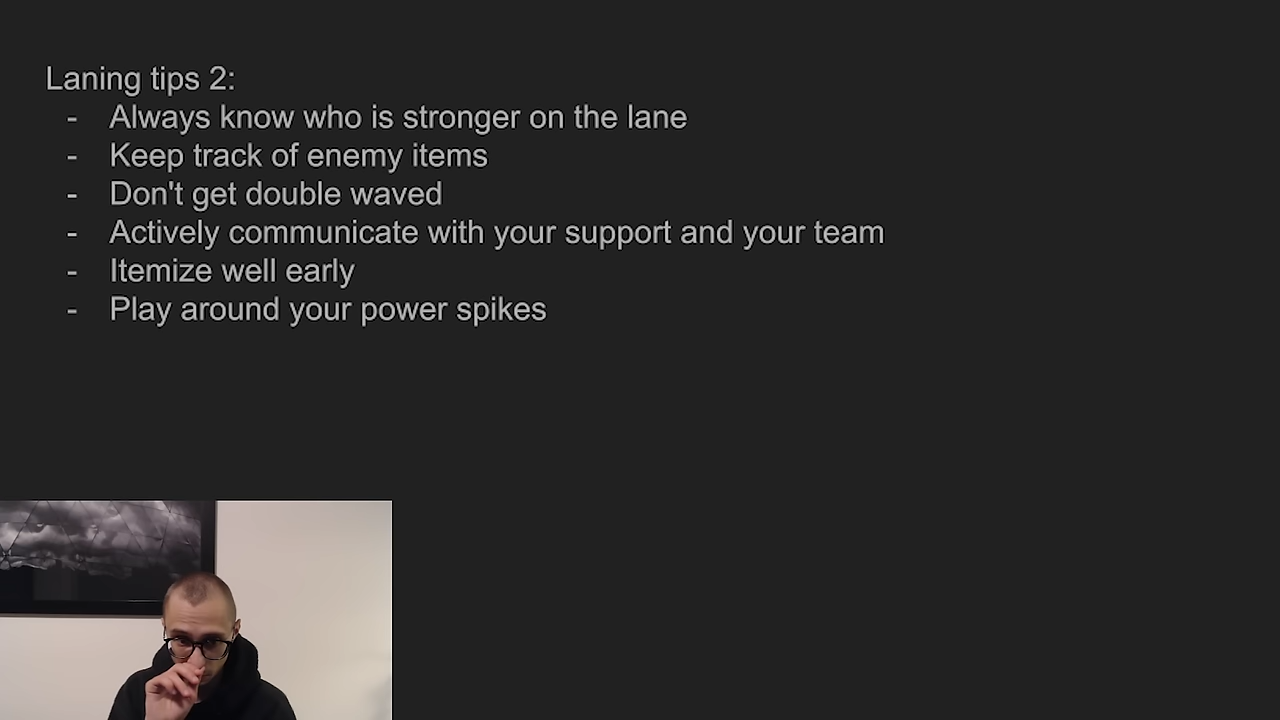 Laning tips 2:
- Always know who is stronger on the lane
- Keep track of enemy items
- Don't get double waved
- Actively communicate with your support and your team
- Itemize well early
- Play around your power spikes